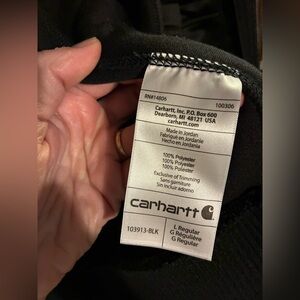 RN#14806
100306
Carhartt, Inc. P.O. Box 600
Dearborn, MI 48121 USA
carhartt.com
Made in Jordan
Fabriqué en Jordanie
Hecho en Jordania
100% Polyester
100% Polyester
100% Polyester
Exclusive of Trimming
Sans garniture
Sin incluir adorno
carhartt
103913-BLK
L Regular
G Régulière
G Regular